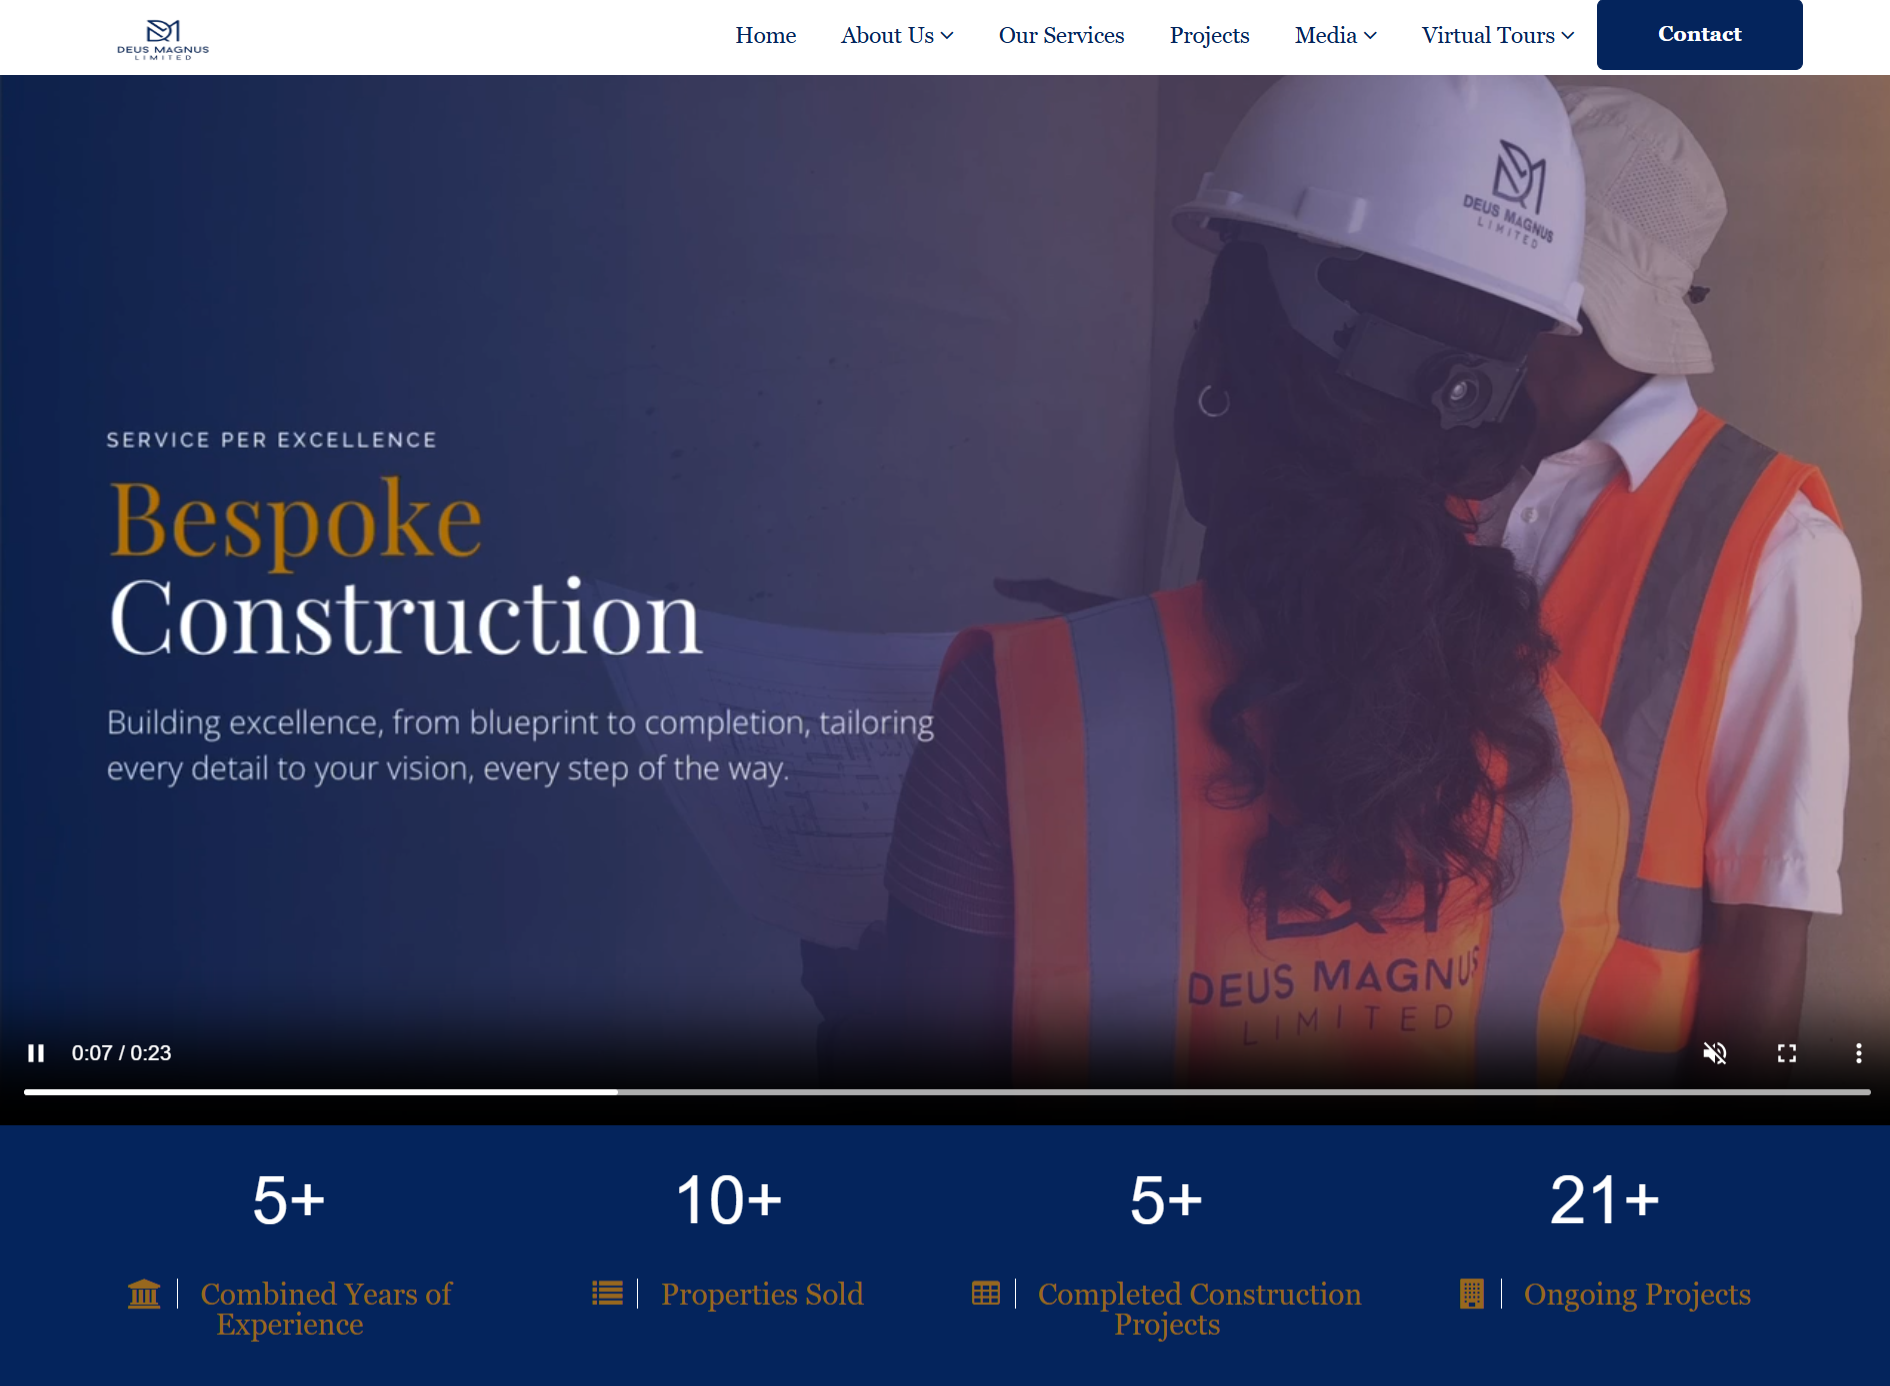 DEUS MAGNUS
LIMITED
Home About Us Our Services Projects Media Virtual Tours Contact
DEUS MAGNUS
LIMITED
SERVICE PER EXCELLENCE
Bespoke
Construction
Building excellence, from blueprint to completion, tailoring
every detail to your vision, every step of the way.
DEUS MAGNUS
LIMITED
0:07 / 0:23
5+
Combined Years of
Experience
10+
Properties Sold
5+
Completed Construction
Projects
21+
Ongoing Projects